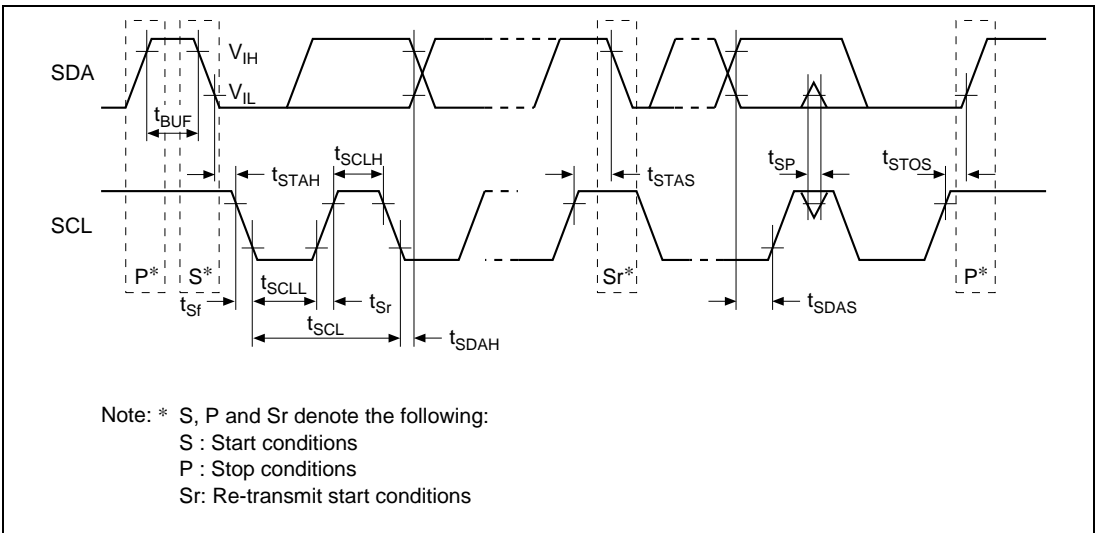 SDA
V_IH
V_IL
t_BUF
t_STAH
t_SCLH
t_STAS
t_SP
t_STOS
SCL
P*
S*
Sr*
P*
t_Sf
t_SCLL
t_Sr
t_SCL
t_SDAH
t_SDAS
Note: * S, P and Sr denote the following:
S : Start conditions
P : Stop conditions
Sr: Re-transmit start conditions